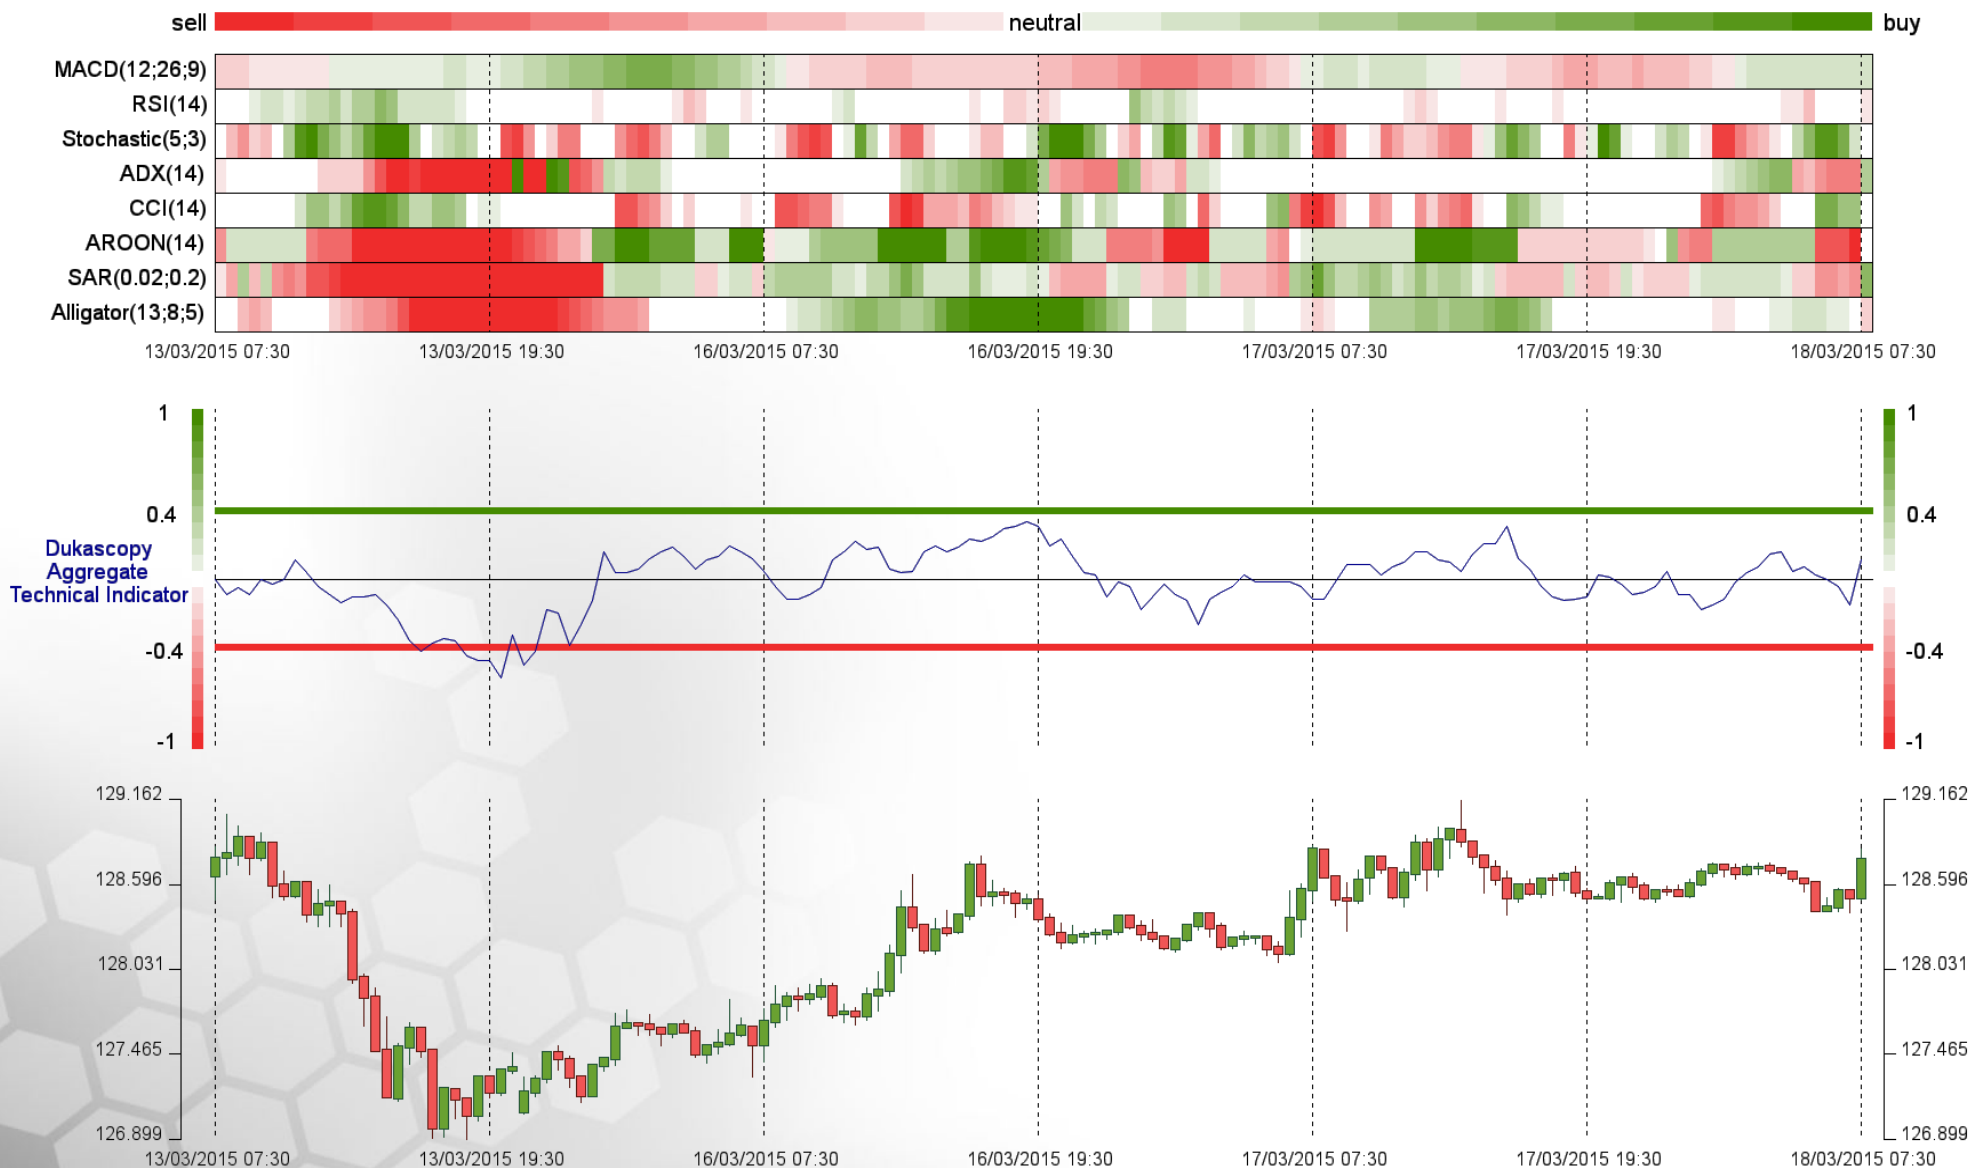 sell neutral buy
MACD(12;26;9)
RSI(14)
Stochastic(5;3)
ADX(14)
CCI(14)
AROON(14)
SAR(0.02;0.2)
Alligator(13;8;5)
13/03/2015 07:30 13/03/2015 19:30 16/03/2015 07:30 16/03/2015 19:30 17/03/2015 07:30 17/03/2015 19:30 18/03/2015 07:30
1 1
0.4 0.4
Dukascopy
Aggregate
Technical Indicator
-0.4 -0.4
-1 -1
129.162 129.162
128.596 128.596
128.031 128.031
127.465 127.465
126.899 126.899
13/03/2015 07:30 13/03/2015 19:30 16/03/2015 07:30 16/03/2015 19:30 17/03/2015 07:30 17/03/2015 19:30 18/03/2015 07:30